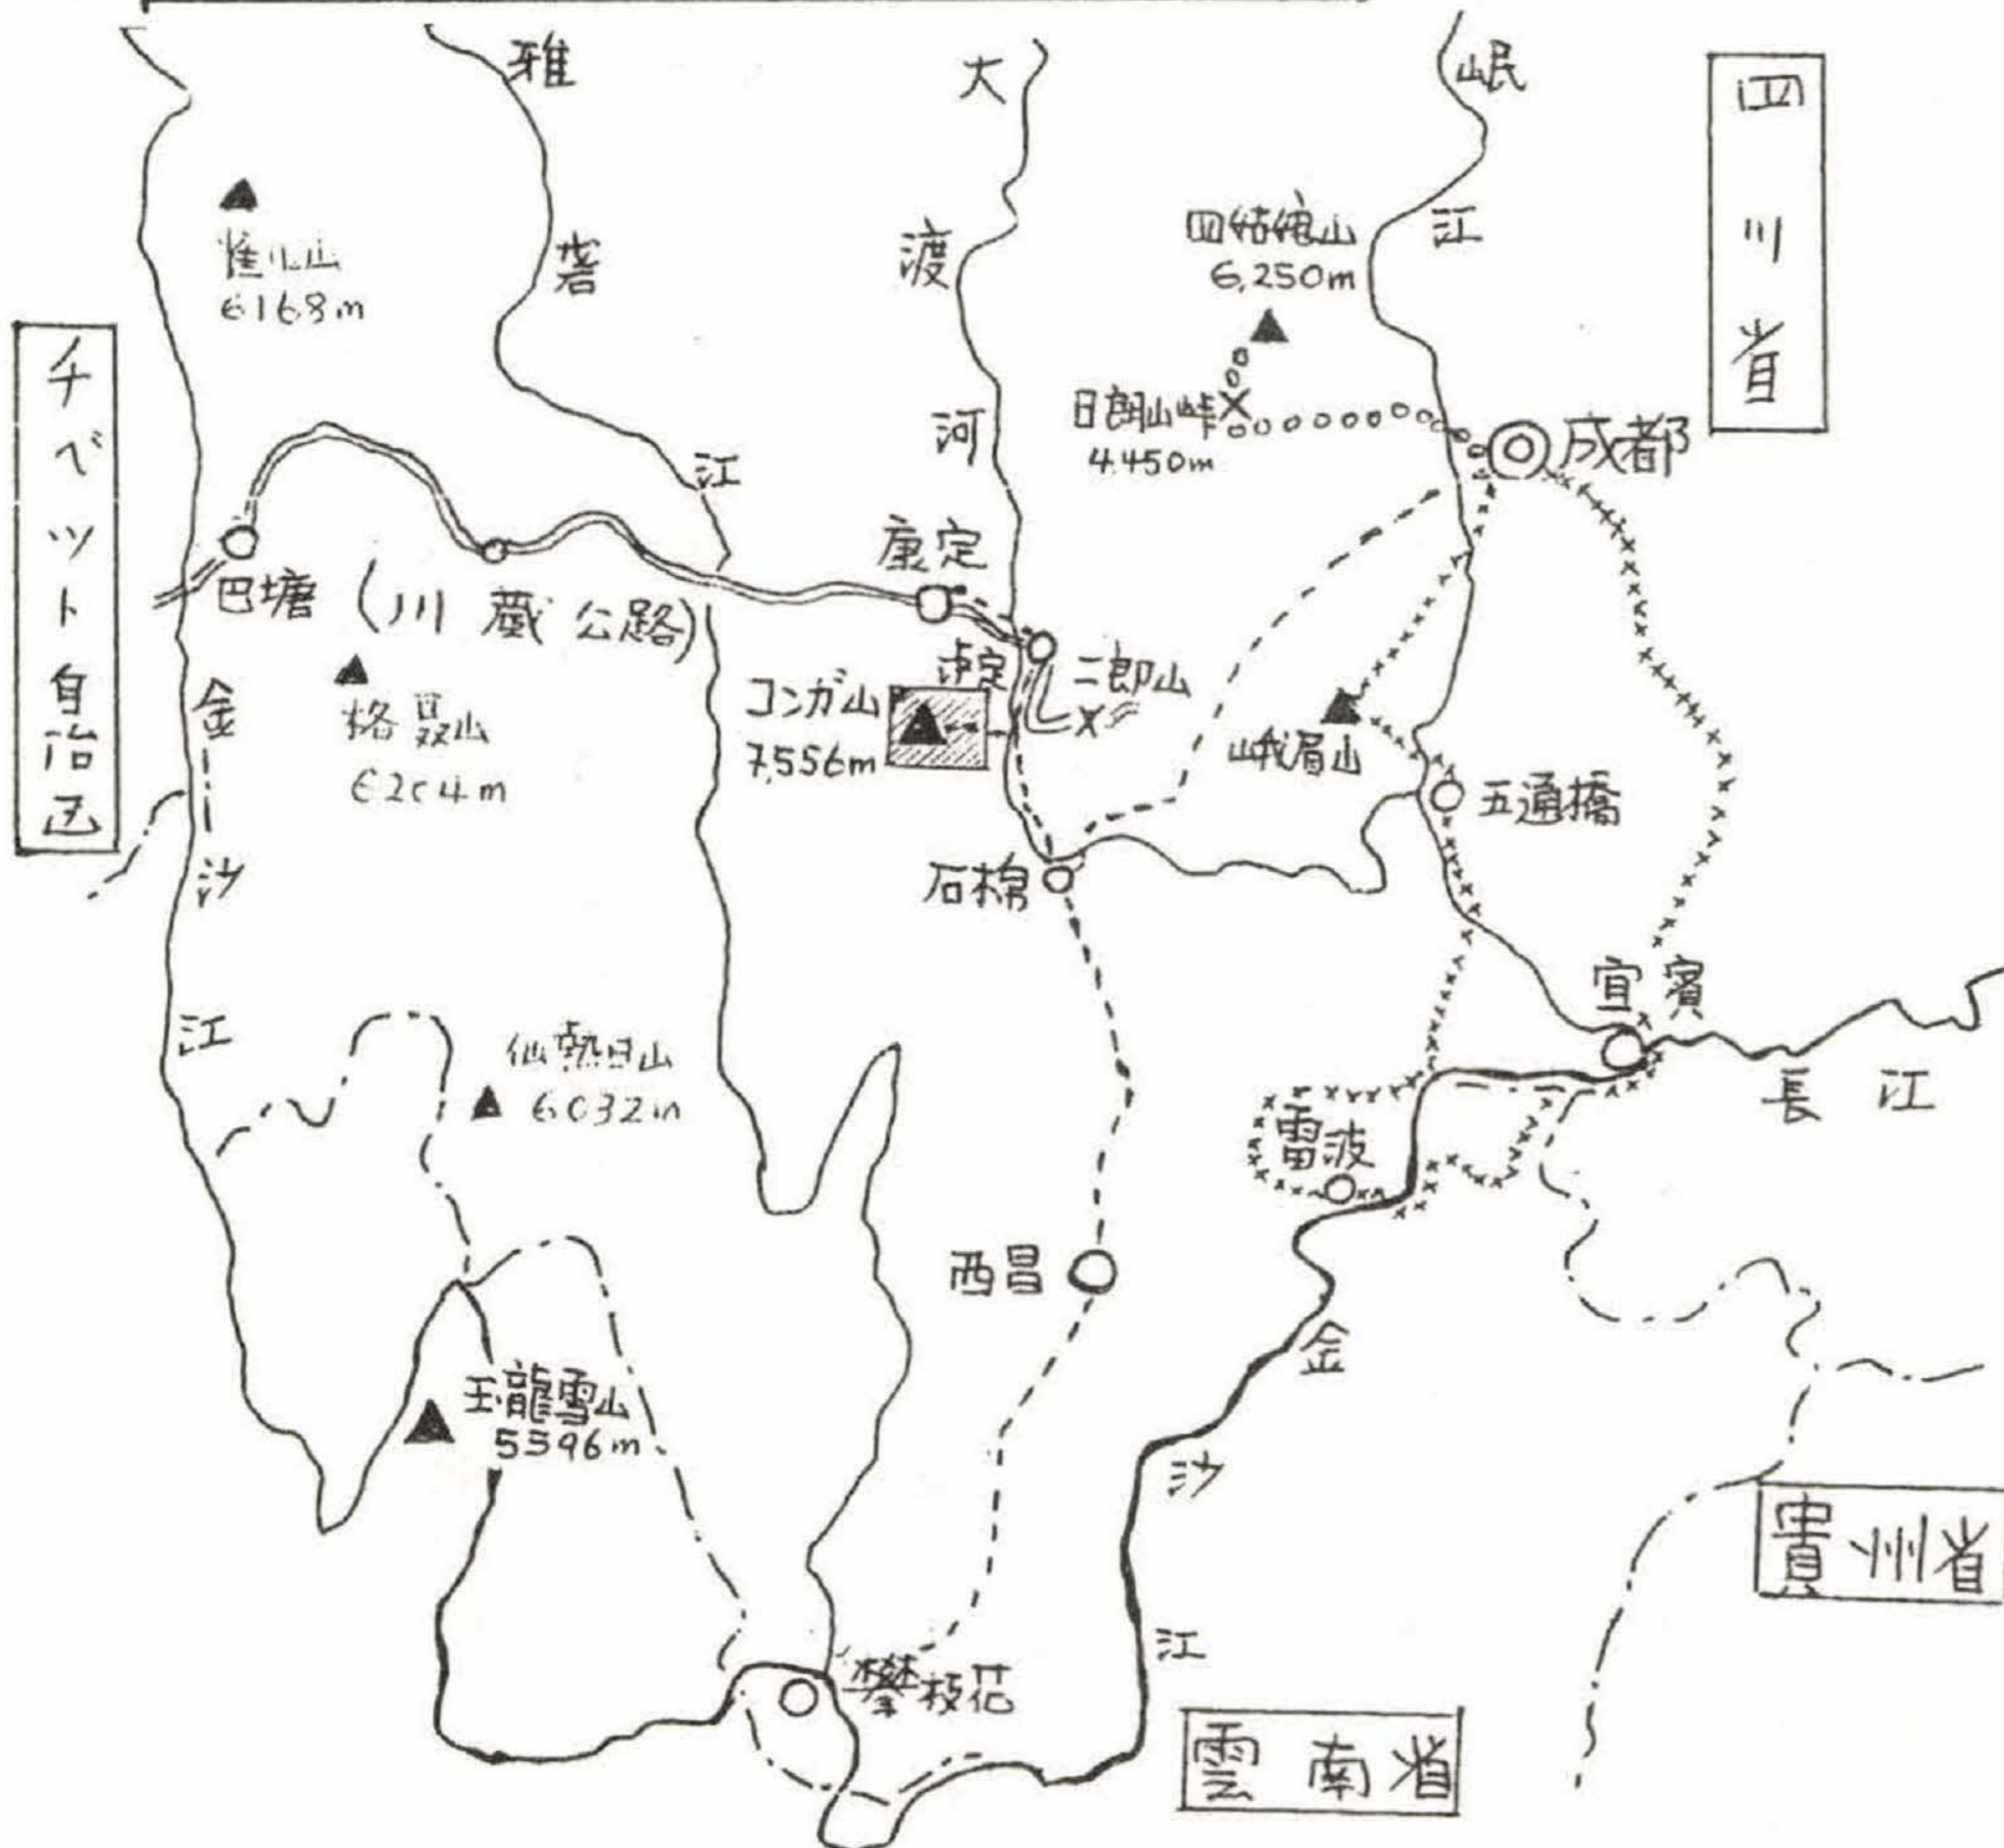 雅礱江
大渡河
岷江
四川省
雀儿山
6168m
四姑娘山
6,250m
チベット自治区
日朗山峠
4.450m
成都
康定
巴塘
(川蔵公路)
瀘定
二郎山
コンガ山
7,556m
金沙江
格聂山
6204m
峨眉山
五通橋
石棉
宜賓
仙熱日山
6032m
長江
雷波
西昌
金沙江
玉龍雪山
5596m
貴州省
攀枝花
雲南省